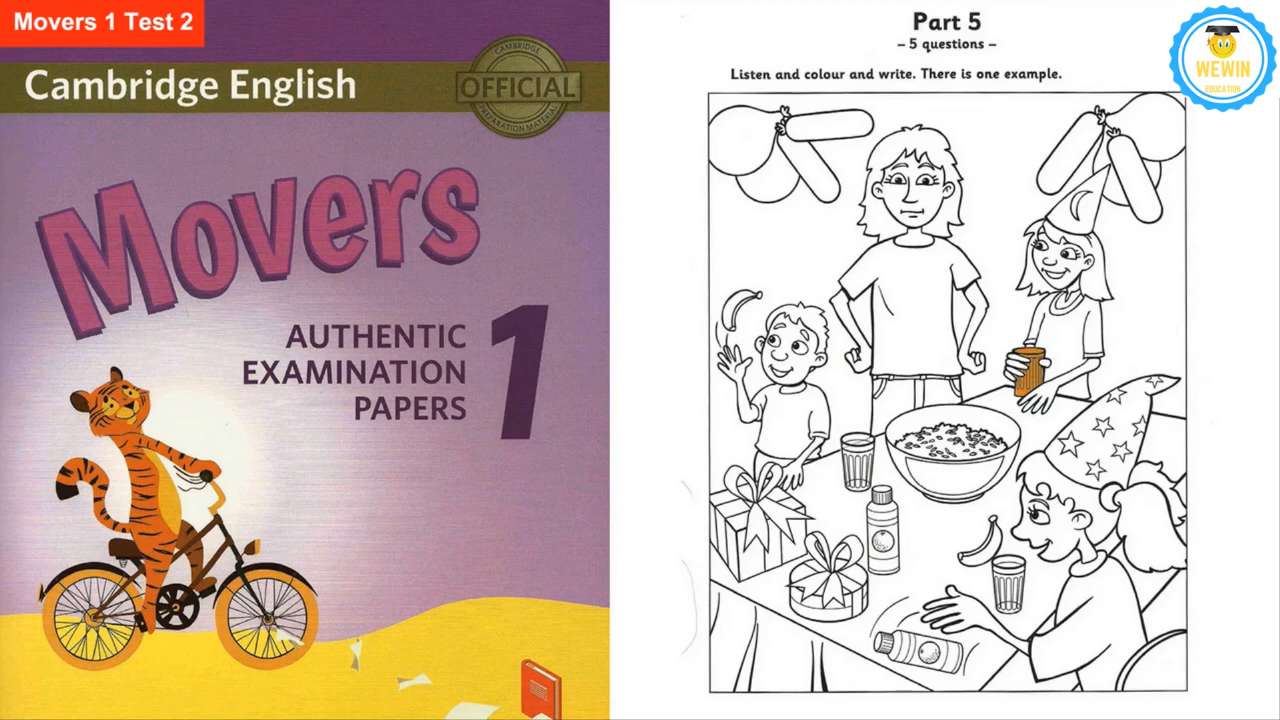 Movers 1 Test 2
Cambridge English
CAMBRIDGE
OFFICIAL
PREPARATION MATERIAL
Movers
AUTHENTIC
EXAMINATION
PAPERS
1
Part 5
– 5 questions –
Listen and colour and write. There is one example.
WEWIN
EDUCATION